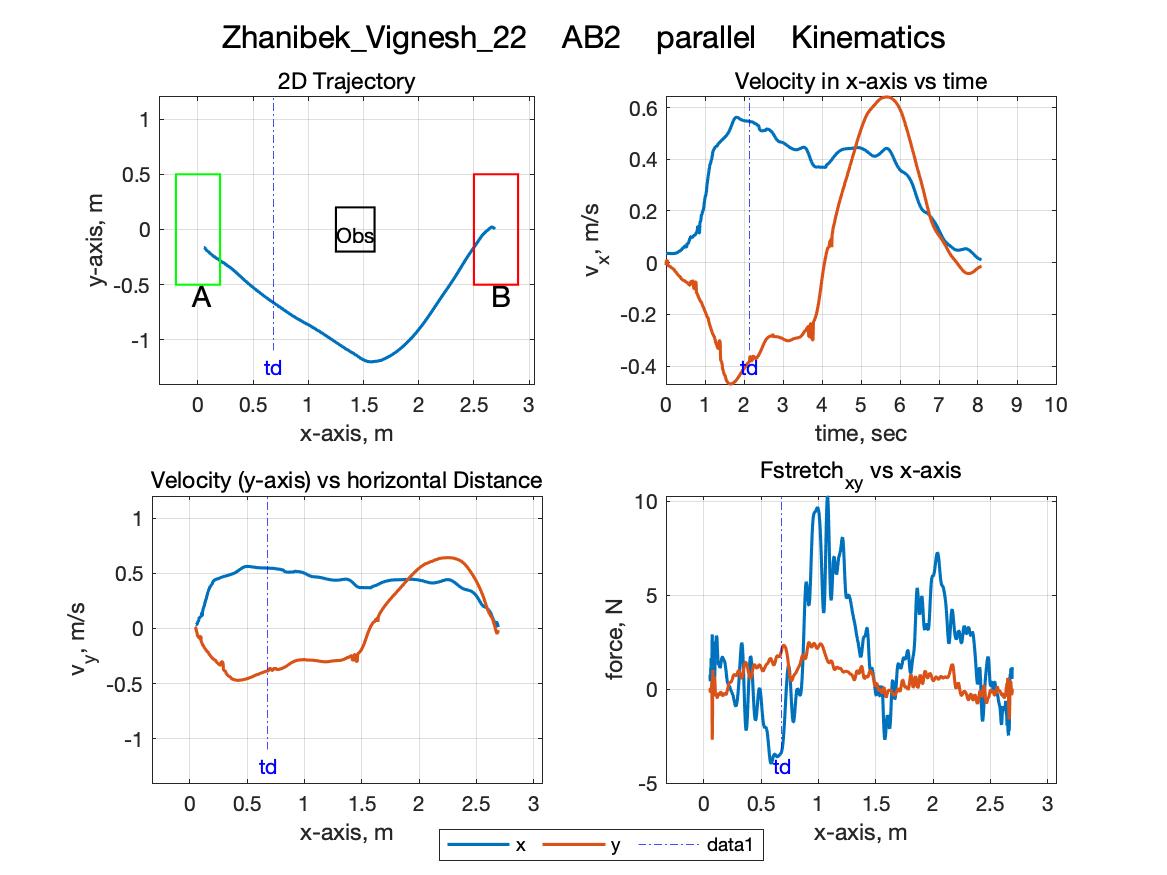 Zhanibek_Vignesh_22 AB2 parallel Kinematics
2D Trajectory
1
0.5
0
-0.5
-1
y-axis, m
A
Obs
B
td
0 0.5 1 1.5 2 2.5 3
x-axis, m
Velocity in x-axis vs time
0.6
0.4
0.2
0
-0.2
-0.4
vx, m/s
td
0 1 2 3 4 5 6 7 8 9 10
time, sec
Velocity (y-axis) vs horizontal Distance
1
0.5
0
-0.5
-1
vy, m/s
td
0 0.5 1 1.5 2 2.5 3
x-axis, m
Fstretchxy vs x-axis
10
5
0
-5
force, N
td
0 0.5 1 1.5 2 2.5 3
x-axis, m
x y data1